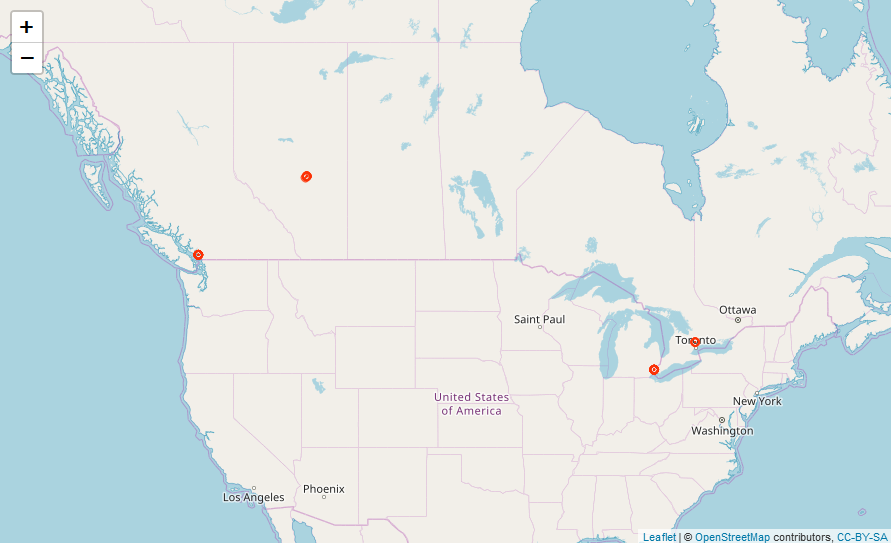 +
−
Ottawa
Saint Paul
Toronto
United States
of America
New York
Washington
Los Angeles
Phoenix
Leaflet | © OpenStreetMap contributors, CC-BY-SA